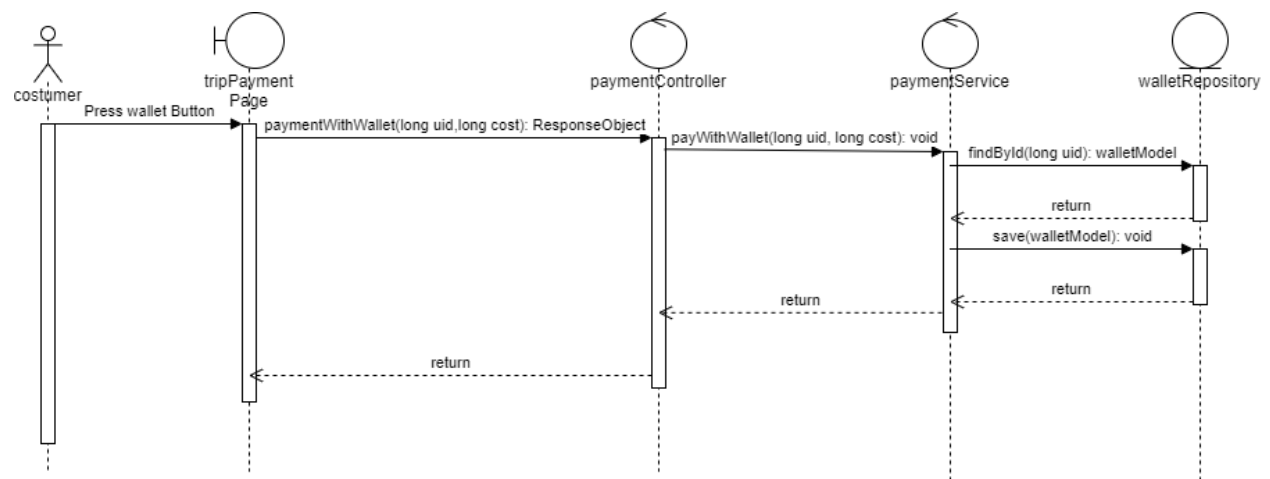 costumer
tripPayment
Page
paymentController
paymentService
walletRepository
Press wallet Button
paymentWithWallet(long uid,long cost): ResponseObject
payWithWallet(long uid, long cost): void
findById(long uid): walletModel
return
save(walletModel): void
return
return
return